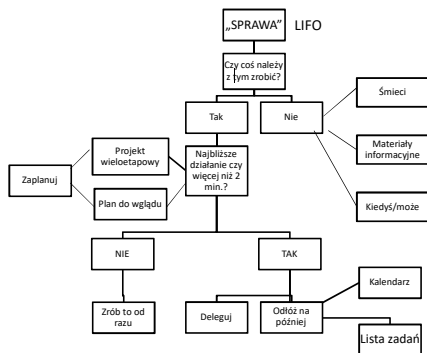 „SPRAWA”
LIFO
Czy coś należy
z tym zrobić?
Tak
Nie
Śmieci
Materiały
informacyjne
Kiedyś/może
Projekt
wieloetapowy
Zaplanuj
Plan do wglądu
Najbliższe
działanie czy
więcej niż 2
min.?
NIE
TAK
Zrób to od
razu
Deleguj
Odłóż na
później
Kalendarz
Lista zadań